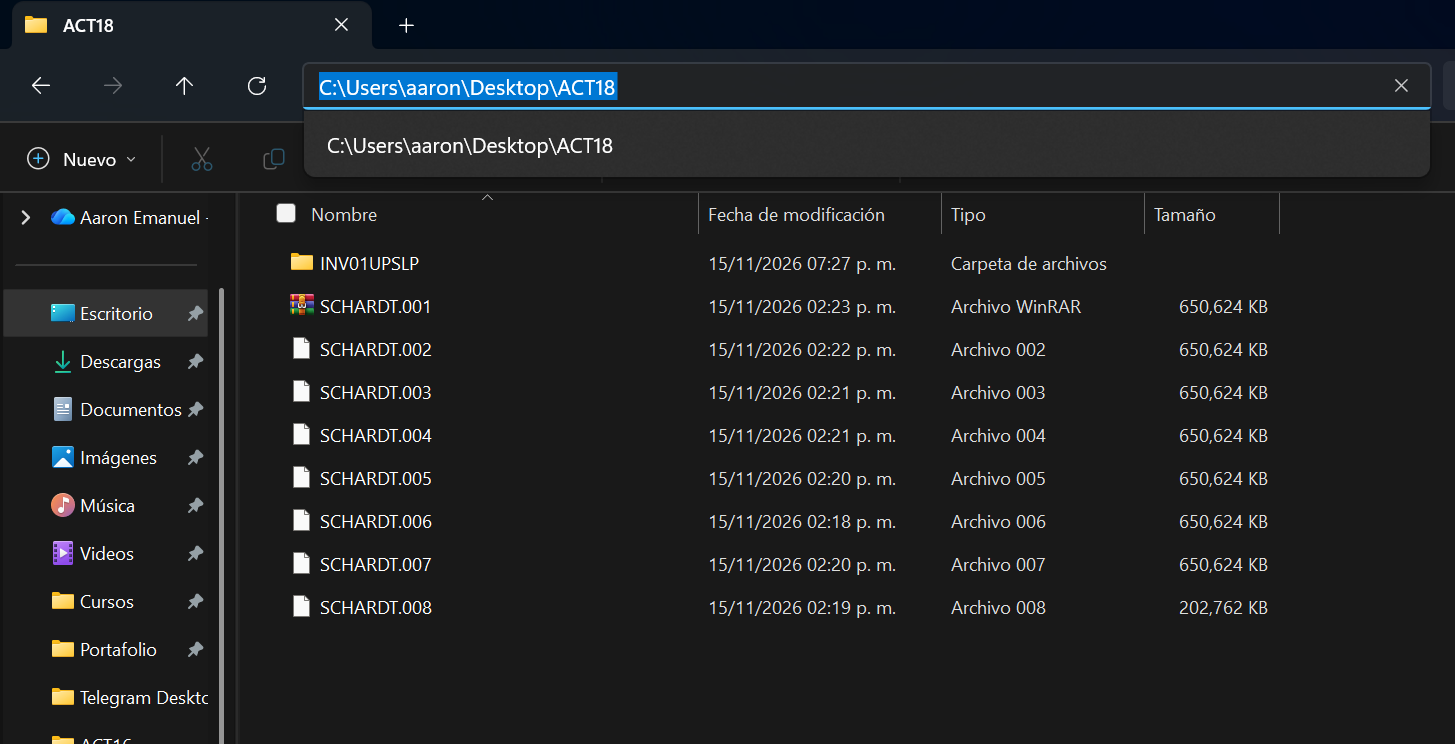 ACT18
C:\Users\aaron\Desktop\ACT18
C:\Users\aaron\Desktop\ACT18
Nuevo
Aaron Emanuel -
Escritorio
Descargas
Documentos
Imágenes
Música
Videos
Cursos
Portafolio
Telegram Deskto
ACT16
Nombre Fecha de modificación Tipo Tamaño
INV01UPSLP 15/11/2026 07:27 p. m. Carpeta de archivos
SCHARDT.001 15/11/2026 02:23 p. m. Archivo WinRAR 650,624 KB
SCHARDT.002 15/11/2026 02:22 p. m. Archivo 002 650,624 KB
SCHARDT.003 15/11/2026 02:21 p. m. Archivo 003 650,624 KB
SCHARDT.004 15/11/2026 02:21 p. m. Archivo 004 650,624 KB
SCHARDT.005 15/11/2026 02:20 p. m. Archivo 005 650,624 KB
SCHARDT.006 15/11/2026 02:18 p. m. Archivo 006 650,624 KB
SCHARDT.007 15/11/2026 02:20 p. m. Archivo 007 650,624 KB
SCHARDT.008 15/11/2026 02:19 p. m. Archivo 008 202,762 KB